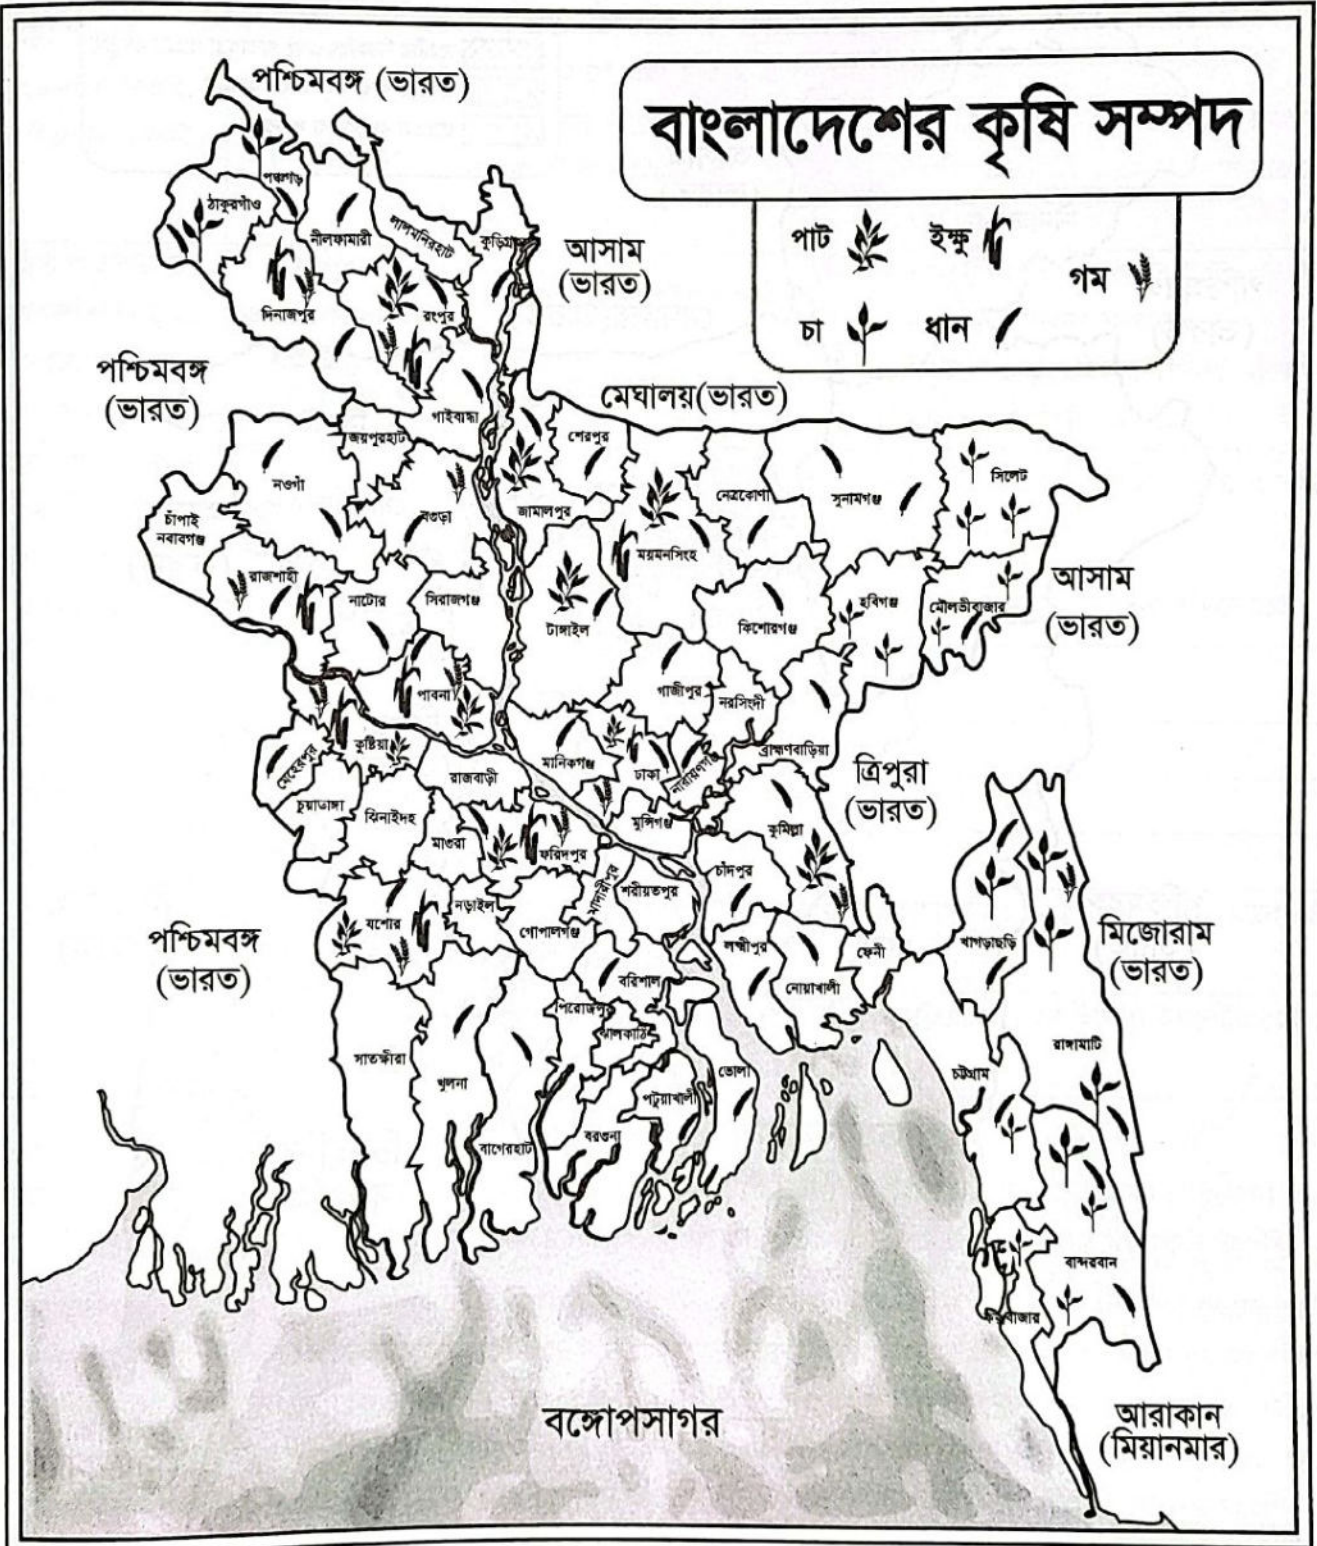 পশ্চিমবঙ্গ (ভারত)
বাংলাদেশের কৃষি সম্পদ
পাট
ইক্ষু
গম
চা
ধান
পঞ্চগড়
ঠাকুরগাঁও
নীলফামারী
লালমনিরহাট
কুড়িগ্রাম
আসাম
(ভারত)
দিনাজপুর
রংপুর
পশ্চিমবঙ্গ
(ভারত)
গাইবান্ধা
মেঘালয়(ভারত)
জয়পুরহাট
শেরপুর
নওগাঁ
বগুড়া
জামালপুর
নেত্রকোণা
সুনামগঞ্জ
সিলেট
চাঁপাই
নবাবগঞ্জ
ময়মনসিংহ
রাজশাহী
নাটোর
সিরাজগঞ্জ
টাঙ্গাইল
কিশোরগঞ্জ
হবিগঞ্জ
মৌলভীবাজার
আসাম
(ভারত)
পাবনা
গাজীপুর
নরসিংদী
কুষ্টিয়া
মেহেরপুর
রাজবাড়ী
মানিকগঞ্জ
ঢাকা
নারায়ণগঞ্জ
ব্রাহ্মণবাড়িয়া
ত্রিপুরা
(ভারত)
চুয়াডাঙ্গা
ঝিনাইদহ
মাগুরা
ফরিদপুর
মুন্সিগঞ্জ
কুমিল্লা
চাঁদপুর
যশোর
নড়াইল
গোপালগঞ্জ
মাদারীপুর
শরীয়তপুর
লক্ষ্মীপুর
নোয়াখালী
ফেনী
খাগড়াছড়ি
মিজোরাম
(ভারত)
পশ্চিমবঙ্গ
(ভারত)
বরিশাল
পিরোজপুর
ঝালকাঠি
সাতক্ষীরা
খুলনা
বাগেরহাট
বরগুনা
পটুয়াখালী
ভোলা
চট্টগ্রাম
রাঙ্গামাটি
বান্দরবান
কক্সবাজার
বঙ্গোপসাগর
আরাকান
(মিয়ানমার)